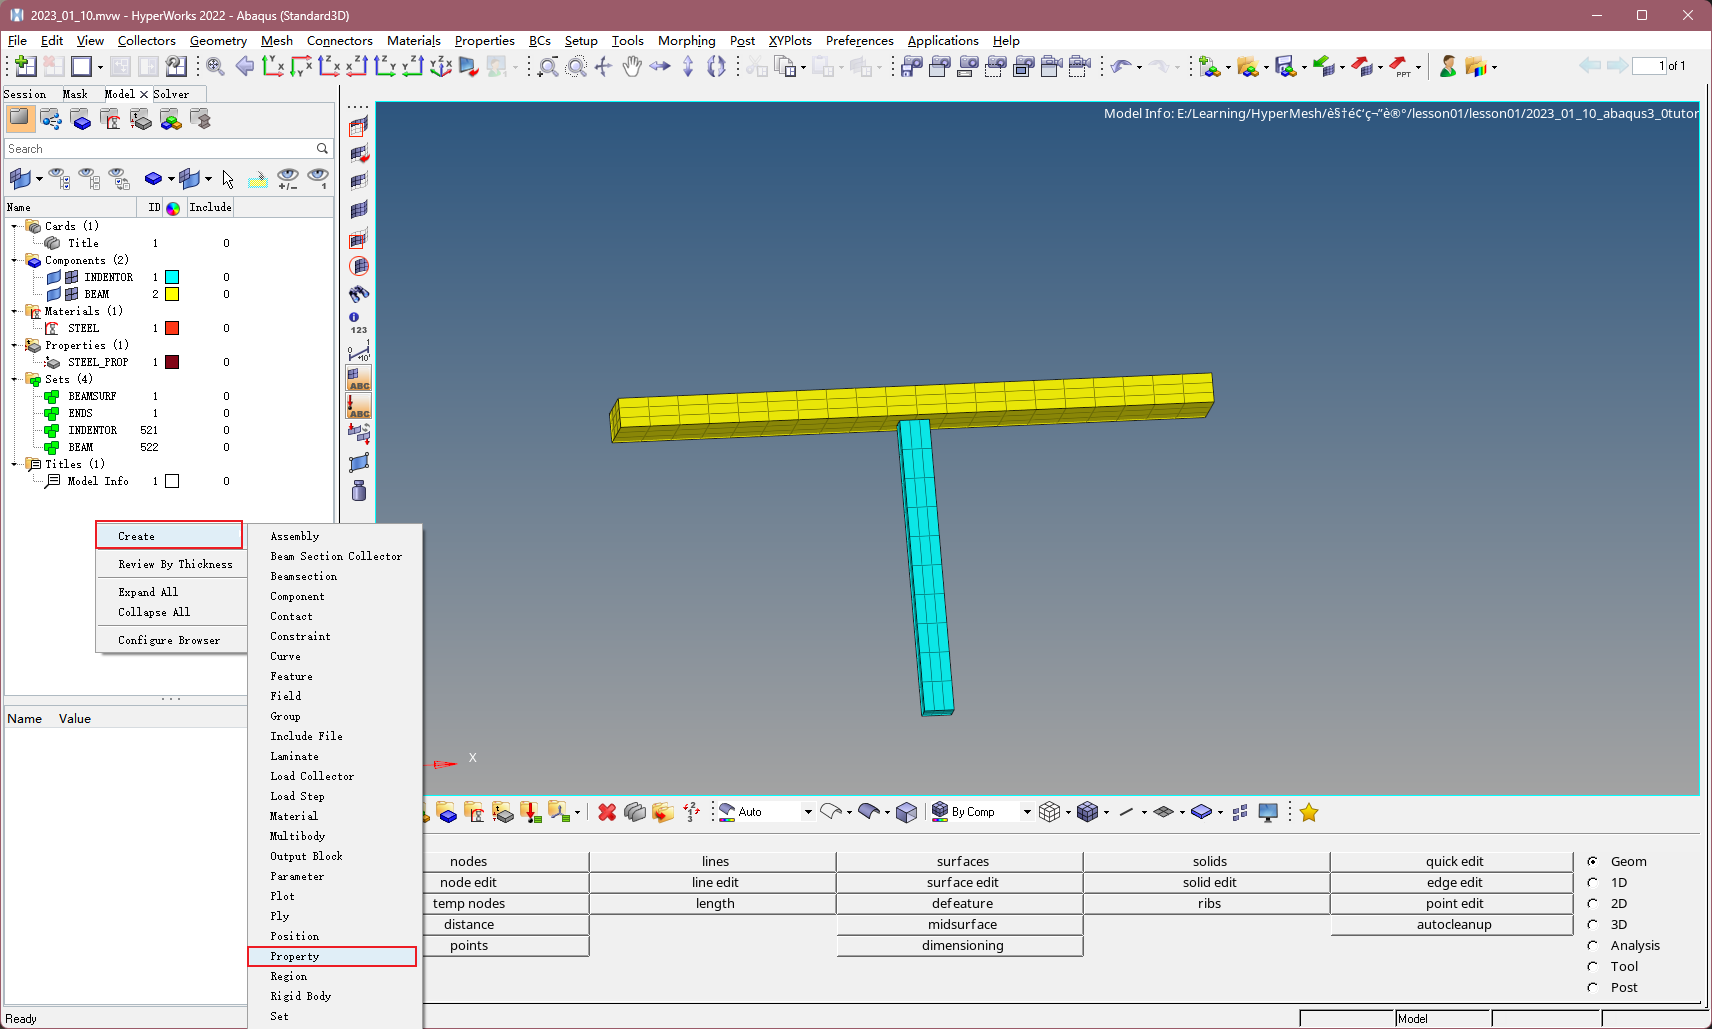 2023_01_10.mvw - HyperWorks 2022 - Abaqus (Standard3D)
File Edit View Collectors Geometry Mesh Connectors Materials Properties BCs Setup Tools Morphing Post XYPlots Preferences Applications Help
1 of 1
Session Mask Model Solver
Search
Name ID Include
Cards (1)
Title 1 0
Components (2)
INDENTOR 1 0
BEAM 2 0
Materials (1)
STEEL 1 0
Properties (1)
STEEL_PROP 1 0
Sets (4)
BEAMSURF 1 0
ENDS 1 0
INDENTOR 521 0
BEAM 522 0
Titles (1)
Model Info 1 0
Create
Review By Thickness
Expand All
Collapse All
Configure Browser
Assembly
Beam Section Collector
Beamsection
Component
Contact
Constraint
Curve
Feature
Field
Group
Include File
Laminate
Load Collector
Load Step
Material
Multibody
Output Block
Parameter
Plot
Ply
Position
Property
Region
Rigid Body
Set
Name Value
Ready
123
ABC
ABC
PPT
Model Info: E:/Learning/HyperMesh/è§†é¢‘ç¬”è®°/lesson01/lesson01/2023_01_10_abaqus3_0tutor
X
Auto By Comp
nodes lines surfaces solids quick edit Geom
node edit line edit surface edit solid edit edge edit 1D
temp nodes length defeature ribs point edit 2D
distance midsurface autocleanup 3D
points dimensioning Analysis
Tool
Post
Model